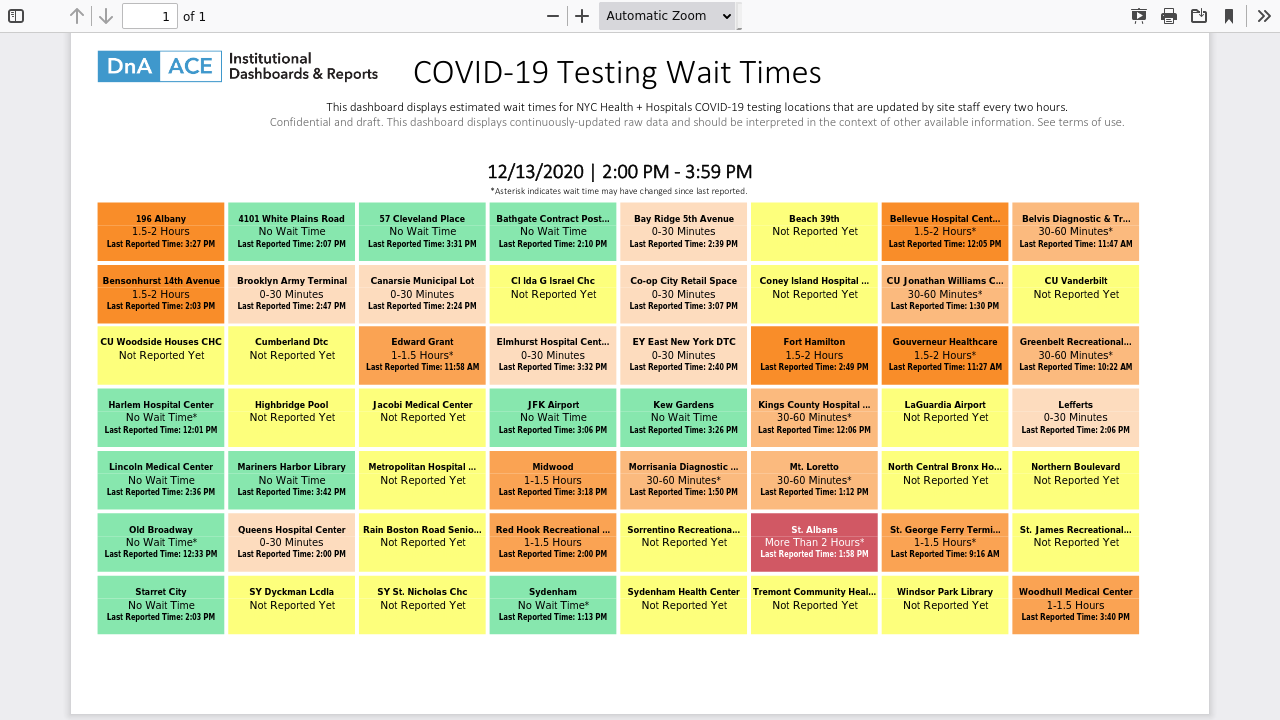 1 of 1
Automatic Zoom
DnA ACE Institutional Dashboards & Reports
COVID-19 Testing Wait Times
This dashboard displays estimated wait times for NYC Health + Hospitals COVID-19 testing locations that are updated by site staff every two hours.
Confidential and draft. This dashboard displays continuously-updated raw data and should be interpreted in the context of other available information. See terms of use.
12/13/2020 | 2:00 PM - 3:59 PM
*Asterisk indicates wait time may have changed since last reported.
196 Albany
1.5-2 Hours
Last Reported Time: 3:27 PM
4101 White Plains Road
No Wait Time
Last Reported Time: 2:07 PM
57 Cleveland Place
No Wait Time
Last Reported Time: 3:31 PM
Bathgate Contract Post...
No Wait Time
Last Reported Time: 2:10 PM
Bay Ridge 5th Avenue
0-30 Minutes
Last Reported Time: 2:39 PM
Beach 39th
Not Reported Yet
Bellevue Hospital Cent...
1.5-2 Hours*
Last Reported Time: 12:05 PM
Belvis Diagnostic & Tr...
30-60 Minutes*
Last Reported Time: 11:47 AM
Bensonhurst 14th Avenue
1.5-2 Hours
Last Reported Time: 2:03 PM
Brooklyn Army Terminal
0-30 Minutes
Last Reported Time: 2:47 PM
Canarsie Municipal Lot
0-30 Minutes
Last Reported Time: 2:24 PM
Cl Ida G Israel Chc
Not Reported Yet
Co-op City Retail Space
0-30 Minutes
Last Reported Time: 3:07 PM
Coney Island Hospital ...
Not Reported Yet
CU Jonathan Williams C...
30-60 Minutes*
Last Reported Time: 1:30 PM
CU Vanderbilt
Not Reported Yet
CU Woodside Houses CHC
Not Reported Yet
Cumberland Dtc
Not Reported Yet
Edward Grant
1-1.5 Hours*
Last Reported Time: 11:58 AM
Elmhurst Hospital Cent...
0-30 Minutes
Last Reported Time: 3:32 PM
EY East New York DTC
0-30 Minutes
Last Reported Time: 2:40 PM
Fort Hamilton
1.5-2 Hours
Last Reported Time: 2:49 PM
Gouverneur Healthcare
1.5-2 Hours*
Last Reported Time: 11:27 AM
Greenbelt Recreational...
30-60 Minutes*
Last Reported Time: 10:22 AM
Harlem Hospital Center
No Wait Time*
Last Reported Time: 12:01 PM
Highbridge Pool
Not Reported Yet
Jacobi Medical Center
Not Reported Yet
JFK Airport
No Wait Time
Last Reported Time: 3:06 PM
Kew Gardens
No Wait Time
Last Reported Time: 3:26 PM
Kings County Hospital ...
30-60 Minutes*
Last Reported Time: 12:06 PM
LaGuardia Airport
Not Reported Yet
Lefferts
0-30 Minutes
Last Reported Time: 2:06 PM
Lincoln Medical Center
No Wait Time
Last Reported Time: 2:36 PM
Mariners Harbor Library
No Wait Time
Last Reported Time: 3:42 PM
Metropolitan Hospital ...
Not Reported Yet
Midwood
1-1.5 Hours
Last Reported Time: 3:18 PM
Morrisania Diagnostic ...
30-60 Minutes*
Last Reported Time: 1:50 PM
Mt. Loretto
30-60 Minutes*
Last Reported Time: 1:12 PM
North Central Bronx Ho...
Not Reported Yet
Northern Boulevard
Not Reported Yet
Old Broadway
No Wait Time*
Last Reported Time: 12:33 PM
Queens Hospital Center
0-30 Minutes
Last Reported Time: 2:00 PM
Rain Boston Road Senio...
Not Reported Yet
Red Hook Recreational ...
1-1.5 Hours
Last Reported Time: 2:00 PM
Sorrentino Recreationa...
Not Reported Yet
St. Albans
More Than 2 Hours*
Last Reported Time: 1:58 PM
St. George Ferry Termi...
1-1.5 Hours*
Last Reported Time: 9:16 AM
St. James Recreational...
Not Reported Yet
Starret City
No Wait Time
Last Reported Time: 2:03 PM
SY Dyckman Lcdla
Not Reported Yet
SY St. Nicholas Chc
Not Reported Yet
Sydenham
No Wait Time*
Last Reported Time: 1:13 PM
Sydenham Health Center
Not Reported Yet
Tremont Community Heal...
Not Reported Yet
Windsor Park Library
Not Reported Yet
Woodhull Medical Center
1-1.5 Hours
Last Reported Time: 3:40 PM